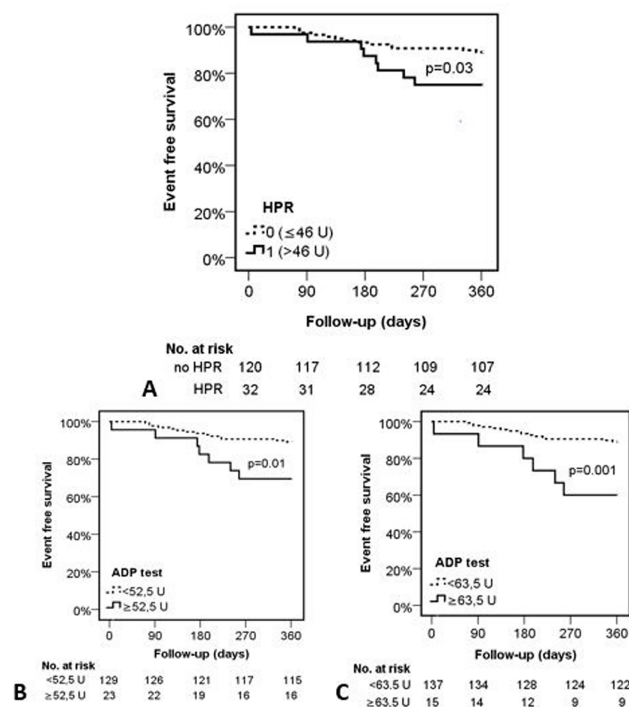 100%
80%
60%
40%
20%
0%
Event free survival
p=0.03
HPR
0 (≤46 U)
1 (>46 U)
0 90 180 270 360
Follow-up (days)
No. at risk
no HPR 120 117 112 109 107
HPR 32 31 28 24 24
A
100%
80%
60%
40%
20%
0%
Event free survival
p=0.01
ADP test
<52,5 U
≥52,5 U
0 90 180 270 360
Follow-up (days)
No. at risk
<52,5 U 129 126 121 117 115
≥52,5 U 23 22 19 16 16
B
100%
80%
60%
40%
20%
0%
Event free survival
p=0.001
ADP test
<63,5 U
≥63,5 U
0 90 180 270 360
Follow-up (days)
No. at risk
<63.5 U 137 134 128 124 122
≥63.5 U 15 14 12 9 9
C